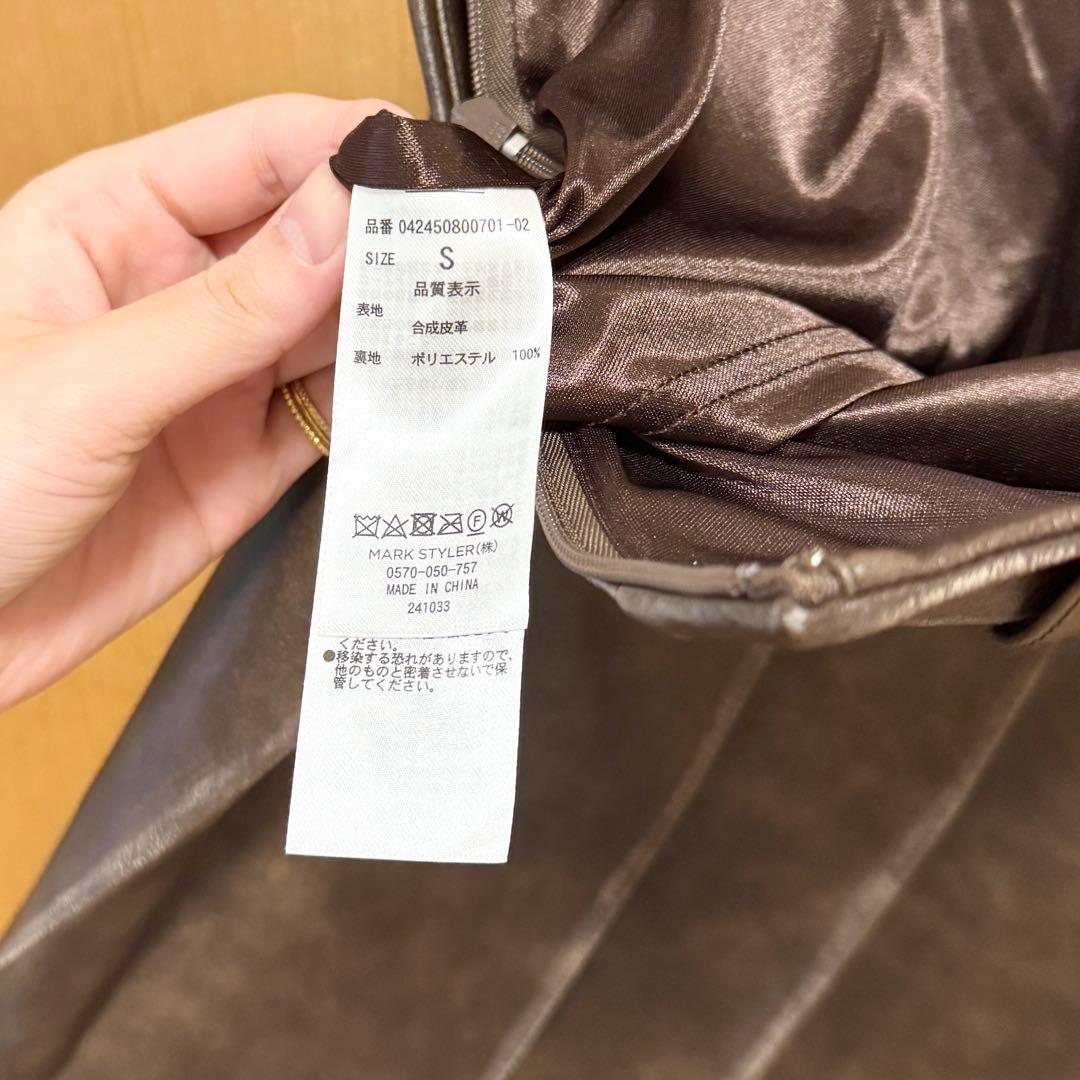 品番 042450800701-02
SIZE S
品質表示
表地
合成皮革
裏地 ポリエステル 100%
MARK STYLER(株)
0570-050-757
MADE IN CHINA
241033
ください。
●移染する恐れがありますので、
他のものと密着させないで保
管してください。